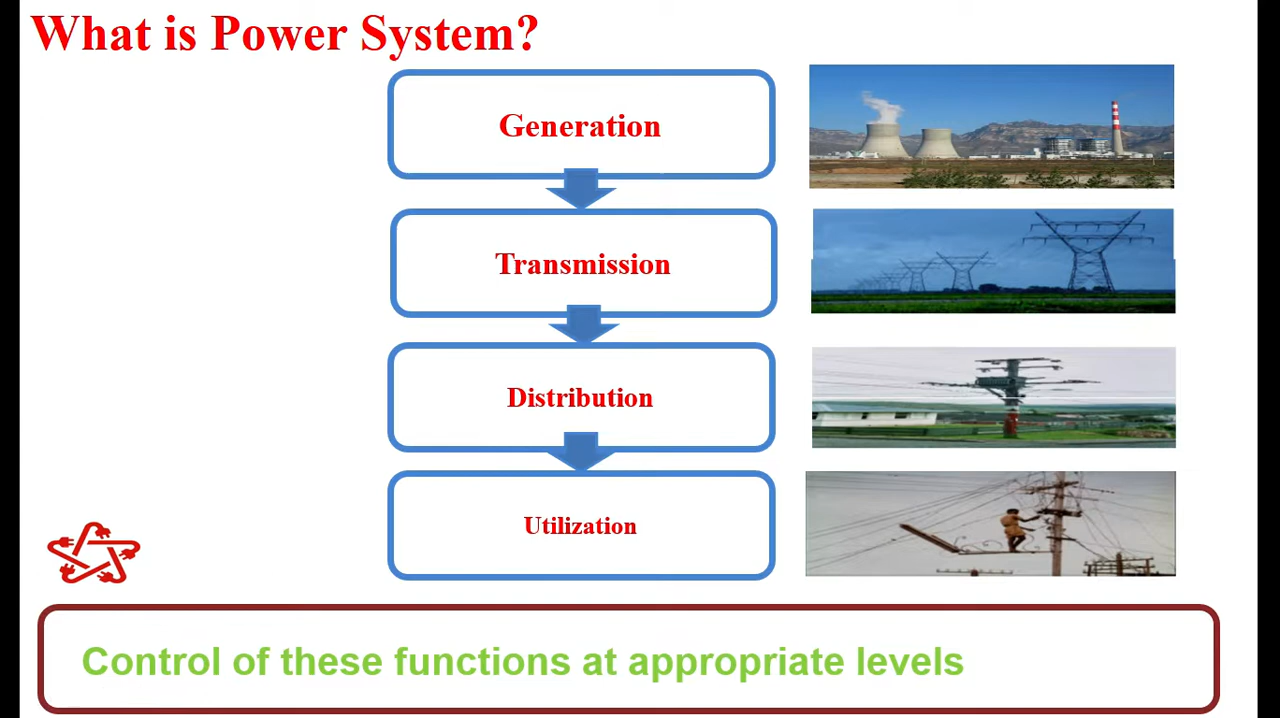 What is Power System?
Generation
Transmission
Distribution
Utilization
Control of these functions at appropriate levels